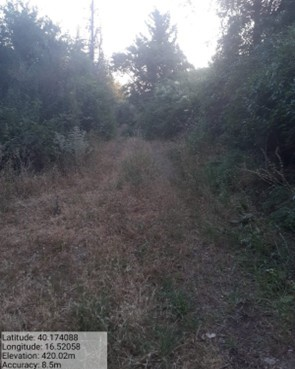 Latitude: 40.174088
Longitude: 16.52058
Elevation: 420.02m
Accuracy: 8.5m